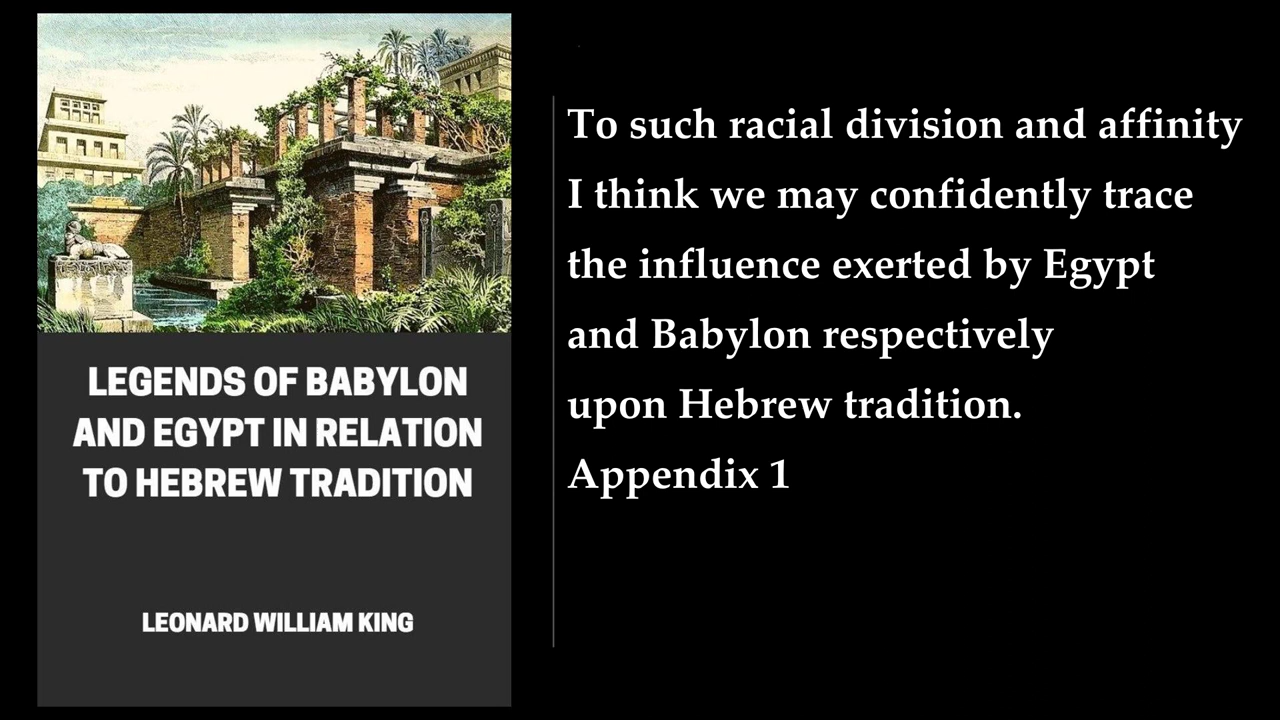 LEGENDS OF BABYLON
AND EGYPT IN RELATION
TO HEBREW TRADITION
LEONARD WILLIAM KING
To such racial division and affinity
I think we may confidently trace
the influence exerted by Egypt
and Babylon respectively
upon Hebrew tradition.
Appendix 1